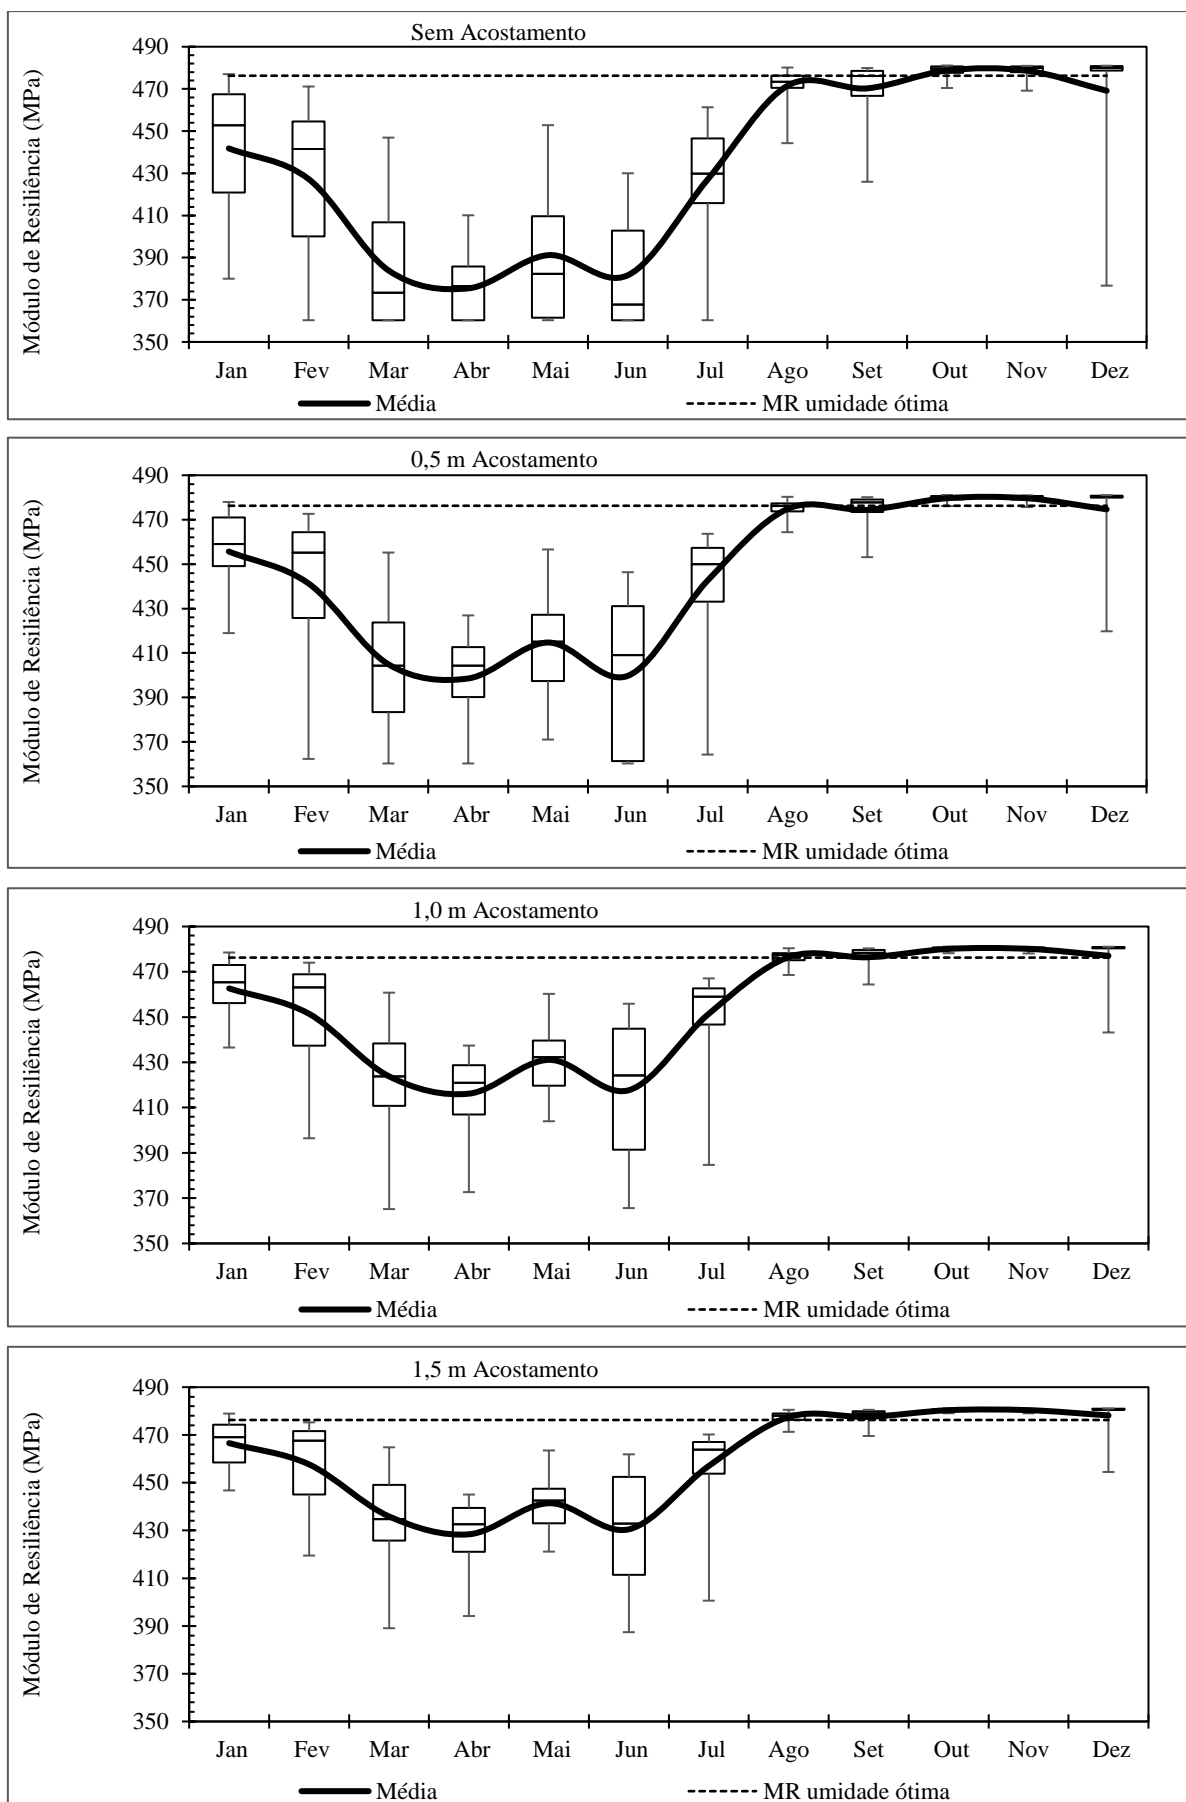 Sem Acostamento
Módulo de Resiliência (MPa)
490
470
450
430
410
390
370
350
Jan Fev Mar Abr Mai Jun Jul Ago Set Out Nov Dez
Média MR umidade ótima
0,5 m Acostamento
Módulo de Resiliência (MPa)
490
470
450
430
410
390
370
350
Jan Fev Mar Abr Mai Jun Jul Ago Set Out Nov Dez
Média MR umidade ótima
1,0 m Acostamento
Módulo de Resiliência (MPa)
490
470
450
430
410
390
370
350
Jan Fev Mar Abr Mai Jun Jul Ago Set Out Nov Dez
Média MR umidade ótima
1,5 m Acostamento
Módulo de Resiliência (MPa)
490
470
450
430
410
390
370
350
Jan Fev Mar Abr Mai Jun Jul Ago Set Out Nov Dez
Média MR umidade ótima